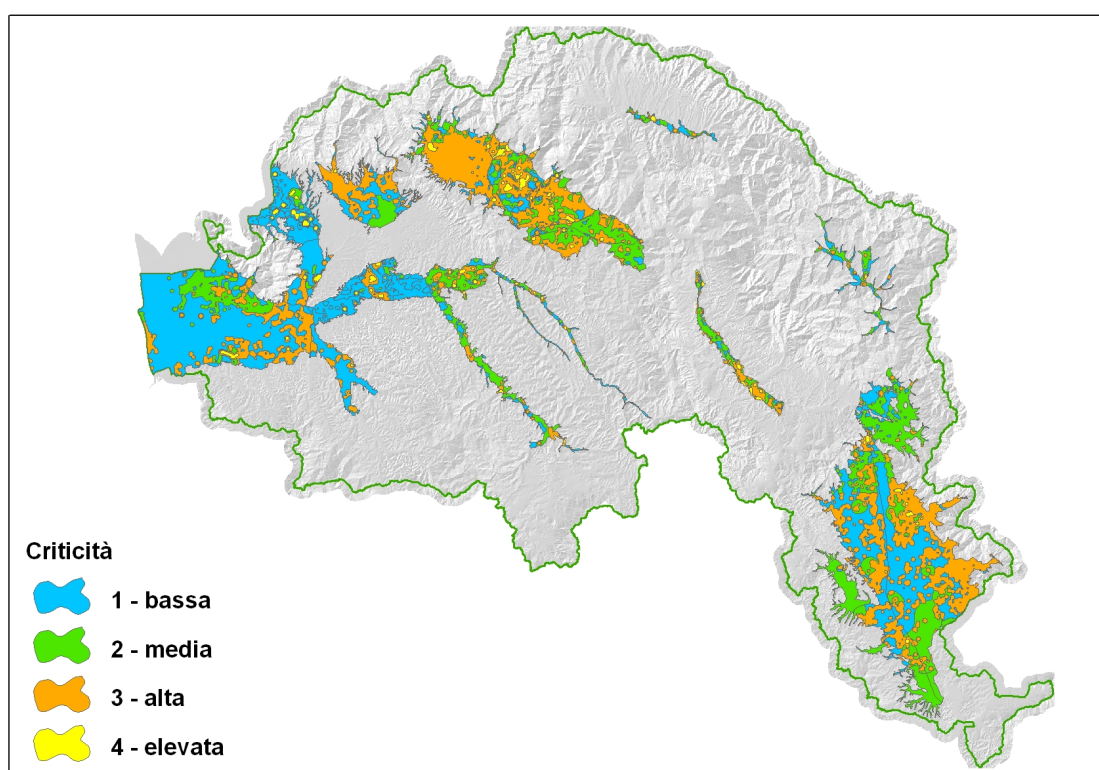 Criticità
1 - bassa
2 - media
3 - alta
4 - elevata